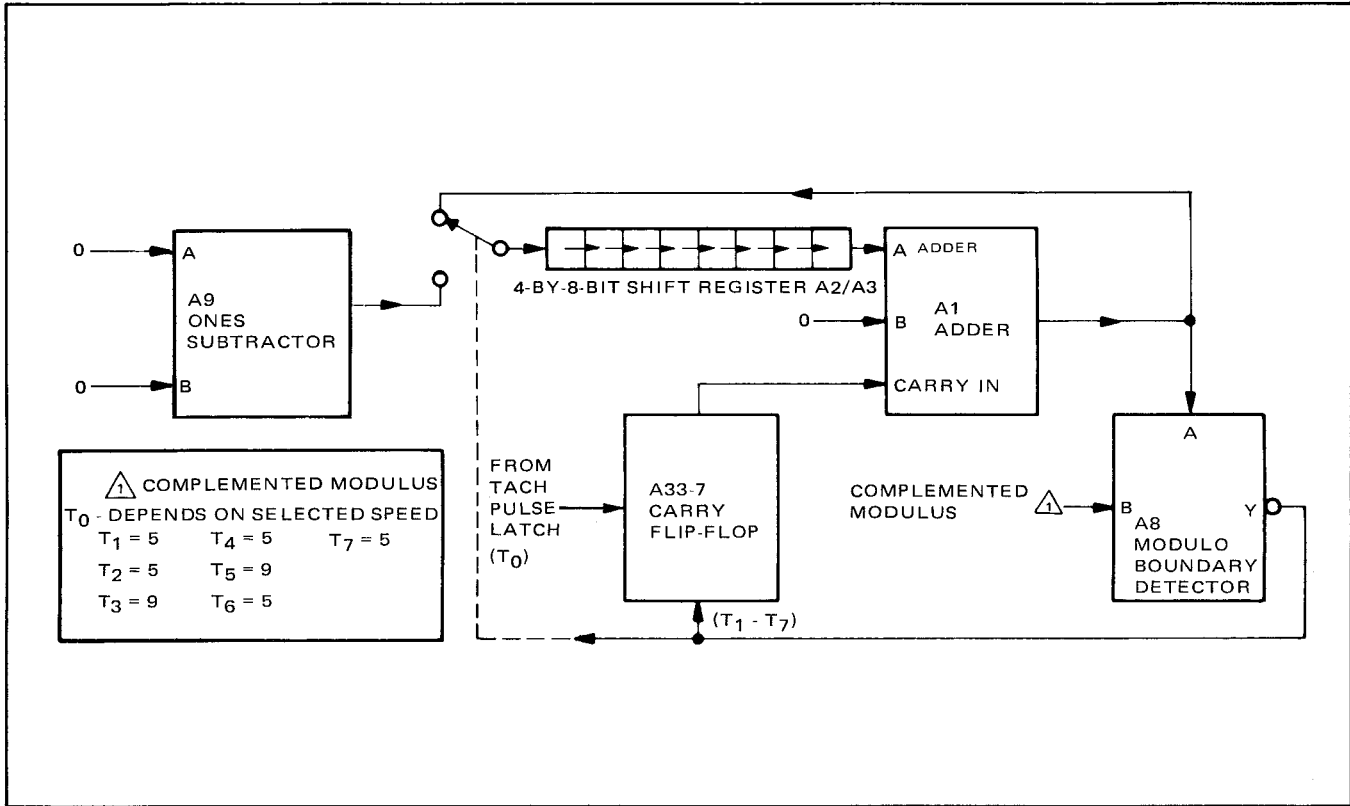 0
A
A9
ONES
SUBTRACTOR
0
B
4-BY-8-BIT SHIFT REGISTER A2/A3
A ADDER
A1
ADDER
0
B
CARRY IN
FROM
TACH
PULSE
LATCH
(T0)
A33-7
CARRY
FLIP-FLOP
(T1 - T7)
COMPLEMENTED
MODULUS
1
A
B
Y
A8
MODULO
BOUNDARY
DETECTOR
1 COMPLEMENTED MODULUS
T0 - DEPENDS ON SELECTED SPEED
T1 = 5 T4 = 5 T7 = 5
T2 = 5 T5 = 9
T3 = 9 T6 = 5